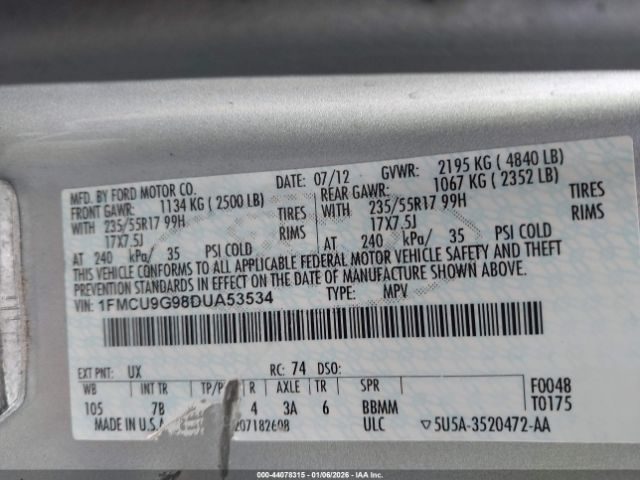 MFD. BY FORD MOTOR CO.
DATE: 07/12
GVWR: 2195 KG ( 4840 LB)
FRONT GAWR: 1134 KG ( 2500 LB)
REAR GAWR: 1067 KG ( 2352 LB)
WITH 235/55R17 99H TIRES
WITH 235/55R17 99H TIRES
17X7.5J RIMS
17X7.5J RIMS
AT 240 kPa/ 35 PSI COLD
AT 240 kPa/ 35 PSI COLD
THIS VEHICLE CONFORMS TO ALL APPLICABLE FEDERAL MOTOR VEHICLE SAFETY AND THEFT
PREVENTION STANDARDS IN EFFECT ON THE DATE OF MANUFACTURE SHOWN ABOVE.
VIN: 1FMCU9G98DUA53534
TYPE: MPV
EXT PNT: UX RC: 74 DSO:
WB INT TR TP/P R AXLE TR SPR
105 7B 4 3A 6 BBMM
F0048
T0175
MADE IN U.S.A. 207182608 ULC ▽5U5A-3520472-AA
000-44078315 | 01/06/2026 | IAA Chicago-North